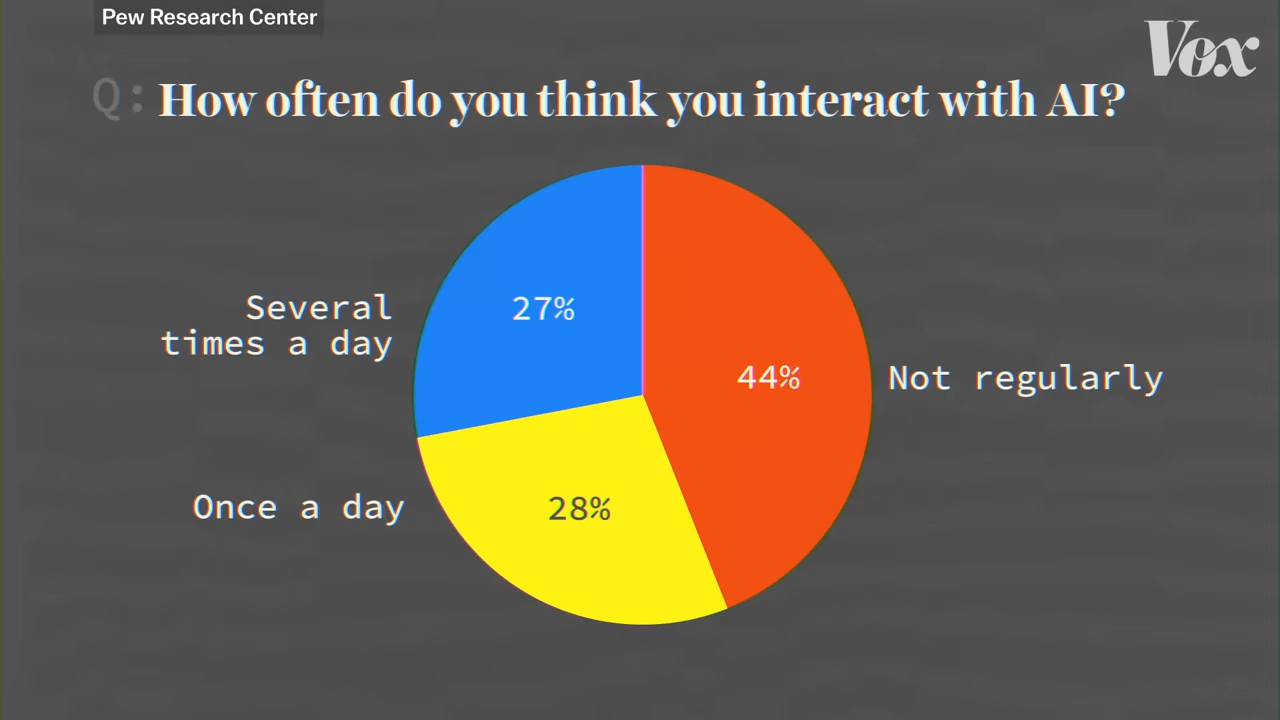 Pew Research Center
Vox
Q: How often do you think you interact with AI?
Several
times a day
27%
44%
Not regularly
Once a day
28%